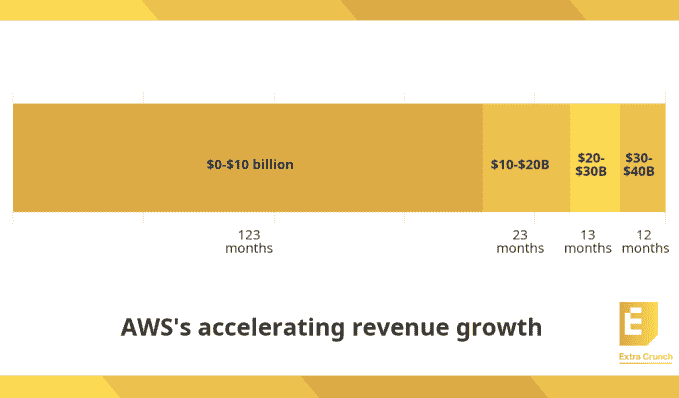 $0-$10 billion
$10-$20B
$20-
$30B
$30-
$40B
123
months
23
months
13
months
12
months
AWS's accelerating revenue growth
E
Extra Crunch